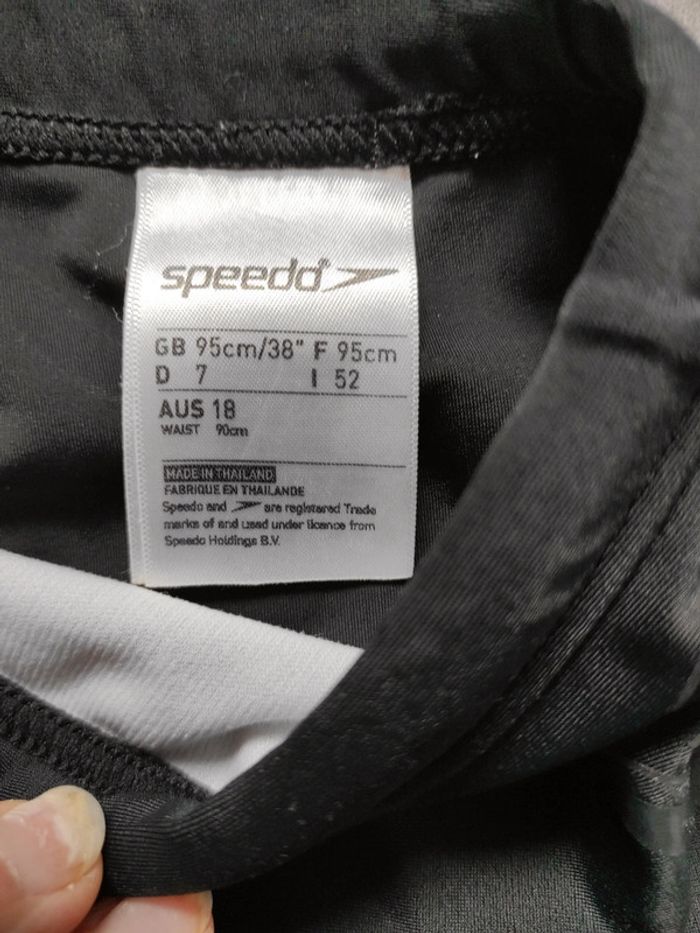 speedo®
GB 95cm/38" F 95cm
D 7 I 52
AUS 18
WAIST 90cm
MADE IN THAILAND
FABRIQUE EN THAILANDE
Speedo and are registered Trade
marks of and used under licence from
Speedo Holdings B.V.